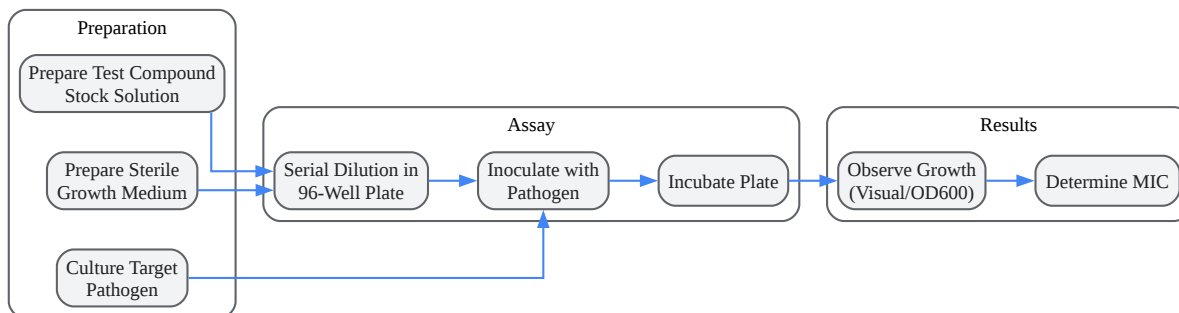 Preparation
Prepare Test Compound
Stock Solution
Prepare Sterile
Growth Medium
Culture Target
Pathogen
Assay
Serial Dilution in
96-Well Plate
Inoculate with
Pathogen
Incubate Plate
Results
Observe Growth
(Visual/OD600)
Determine MIC